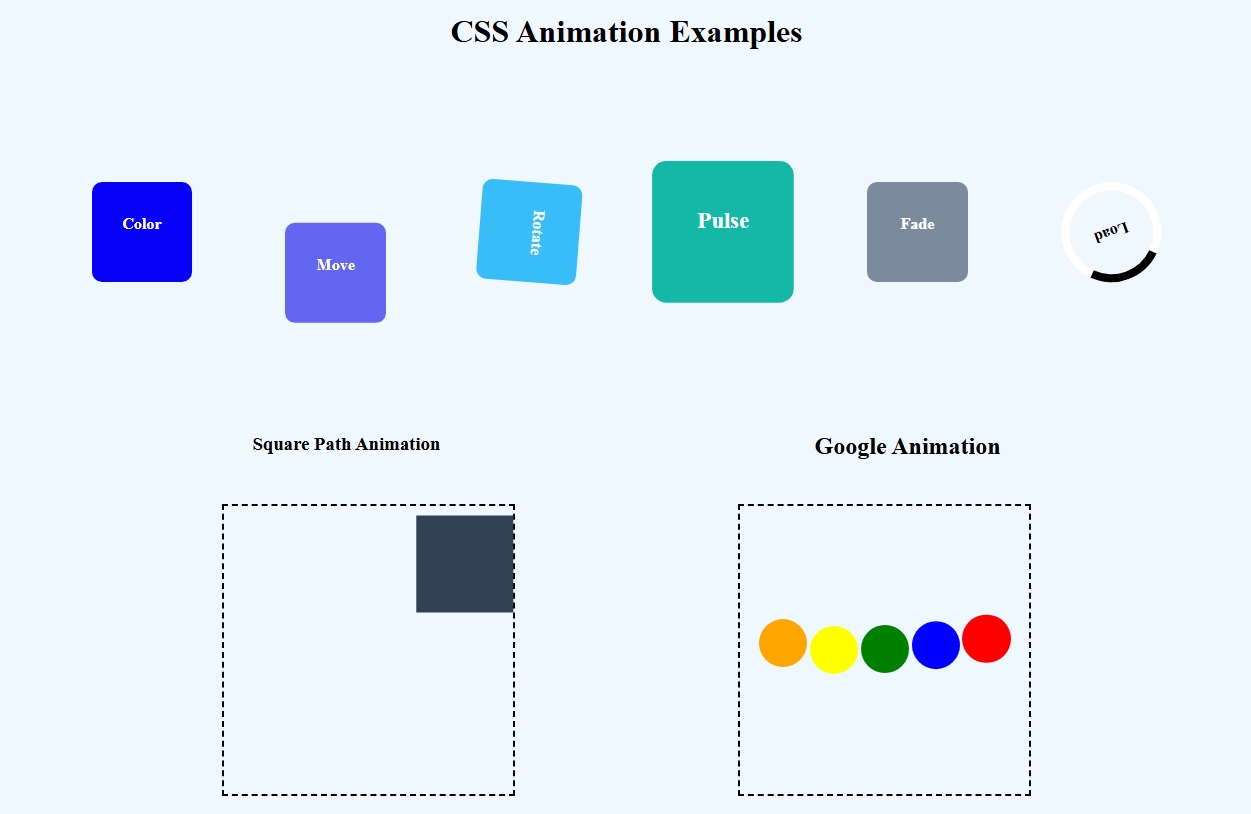 CSS Animation Examples
Color
Move
Rotate
Pulse
Fade
Load
Square Path Animation
Google Animation